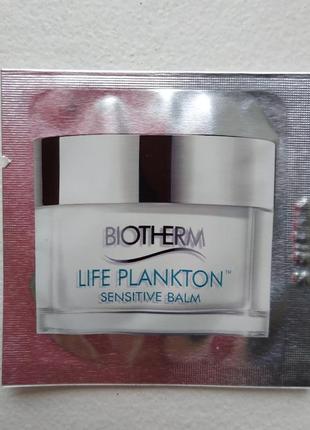 BIOTHERM
LIFE PLANKTON™
SENSITIVE BALM